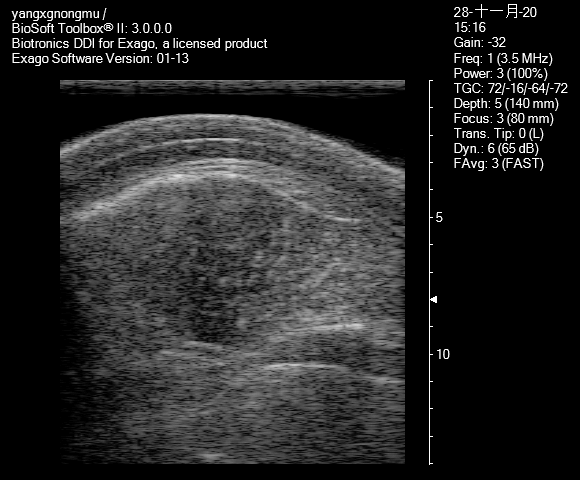 yangxgnongmu /
BioSoft Toolbox® II: 3.0.0.0
Biotronics DDI for Exago, a licensed product
Exago Software Version: 01-13
28-十一月-20
15:16
Gain: -32
Freq: 1 (3.5 MHz)
Power: 3 (100%)
TGC: 72/-16/-64/-72
Depth: 5 (140 mm)
Focus: 3 (80 mm)
Trans. Tip: 0 (L)
Dyn.: 6 (65 dB)
FAvg: 3 (FAST)
5
10